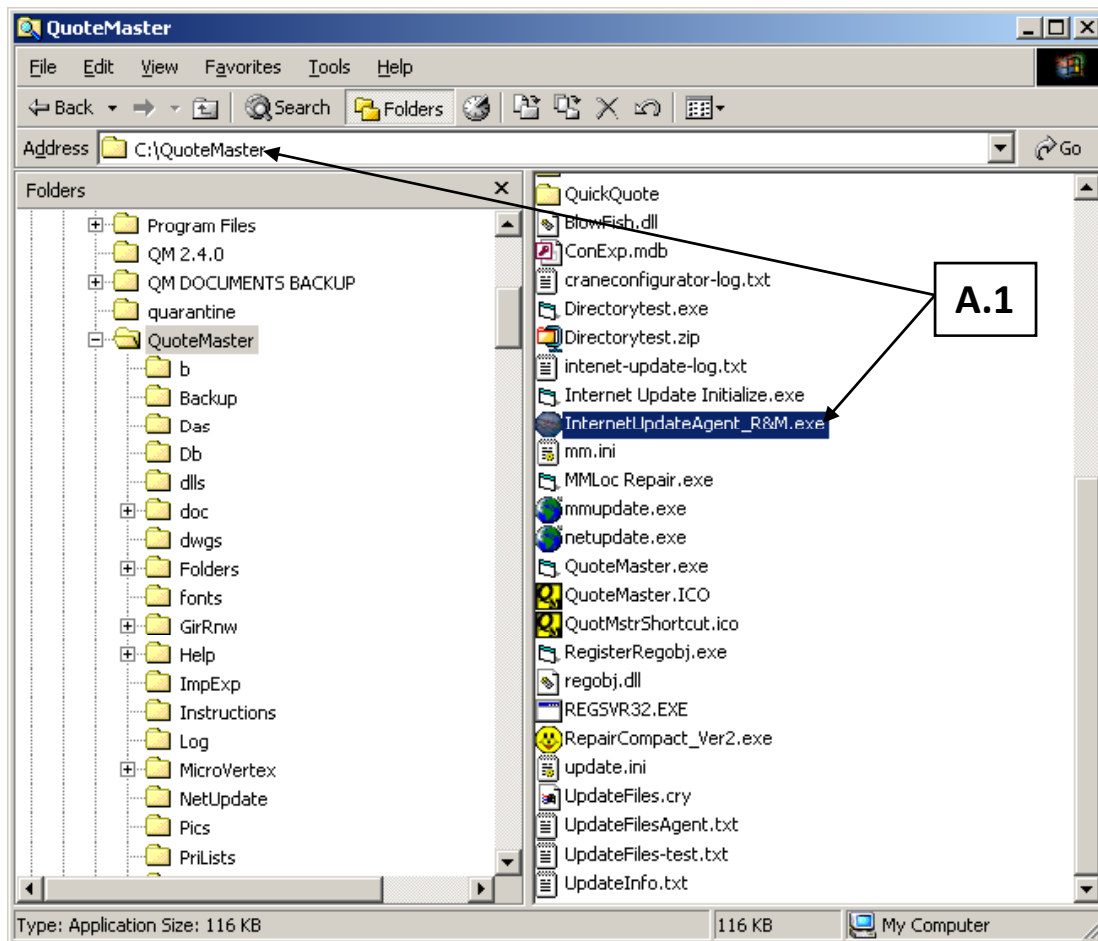 QuoteMaster
File Edit View Favorites Tools Help
Back Search Folders
Address C:\QuoteMaster Go
Folders
Program Files
QM 2.4.0
QM DOCUMENTS BACKUP
quarantine
QuoteMaster
b
Backup
Das
Db
dlls
doc
dwgs
Folders
fonts
GirRnw
Help
ImpExp
Instructions
Log
MicroVertex
NetUpdate
Pics
PriLists
QuickQuote
BlowFish.dll
ConExp.mdb
craneconfigurator-log.txt
Directorytest.exe
Directorytest.zip
intenet-update-log.txt
Internet Update Initialize.exe
InternetUpdateAgent_R&M.exe
mm.ini
MMLoc Repair.exe
mmupdate.exe
netupdate.exe
QuoteMaster.exe
QuoteMaster.ICO
QuotMstrShortcut.ico
RegisterRegobj.exe
regobj.dll
REGSVR32.EXE
RepairCompact_Ver2.exe
update.ini
UpdateFiles.cry
UpdateFilesAgent.txt
UpdateFiles-test.txt
UpdateInfo.txt
A.1
Type: Application Size: 116 KB 116 KB My Computer